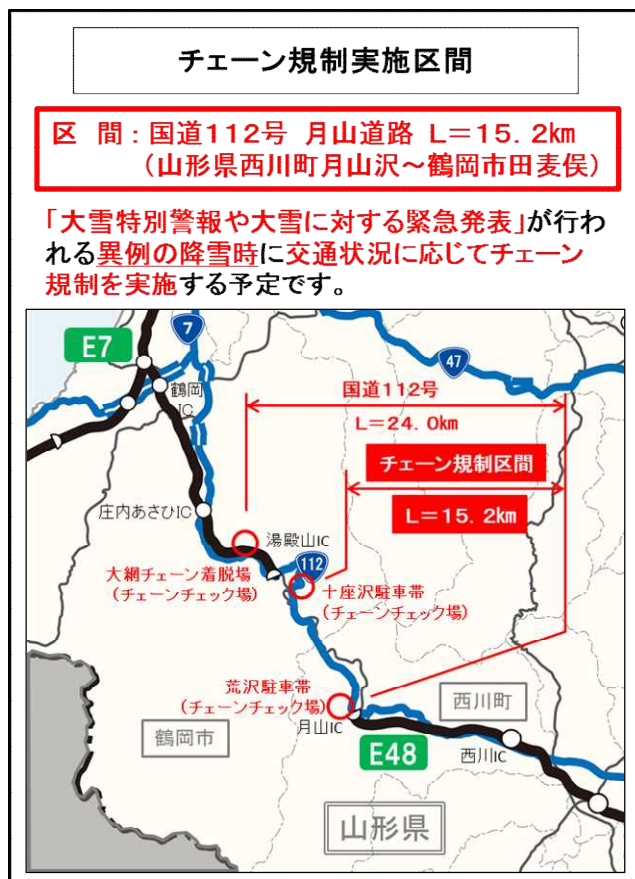 チェーン規制実施区間
区 間：国道112号 月山道路 L＝15．2km
（山形県西川町月山沢～鶴岡市田麦俣）
「大雪特別警報や大雪に対する緊急発表」が行わ
れる異例の降雪時に交通状況に応じてチェーン
規制を実施する予定です。
7
E7
47
鶴岡
IC
国道112号
L＝24．0km
チェーン規制区間
L＝15．2km
庄内あさひIC
湯殿山IC
112
大網チェーン着脱場
（チェーンチェック場）
十座沢駐車帯
（チェーンチェック場）
荒沢駐車帯
（チェーンチェック場）
月山IC
西川町
鶴岡市
E48
西川IC
山形県